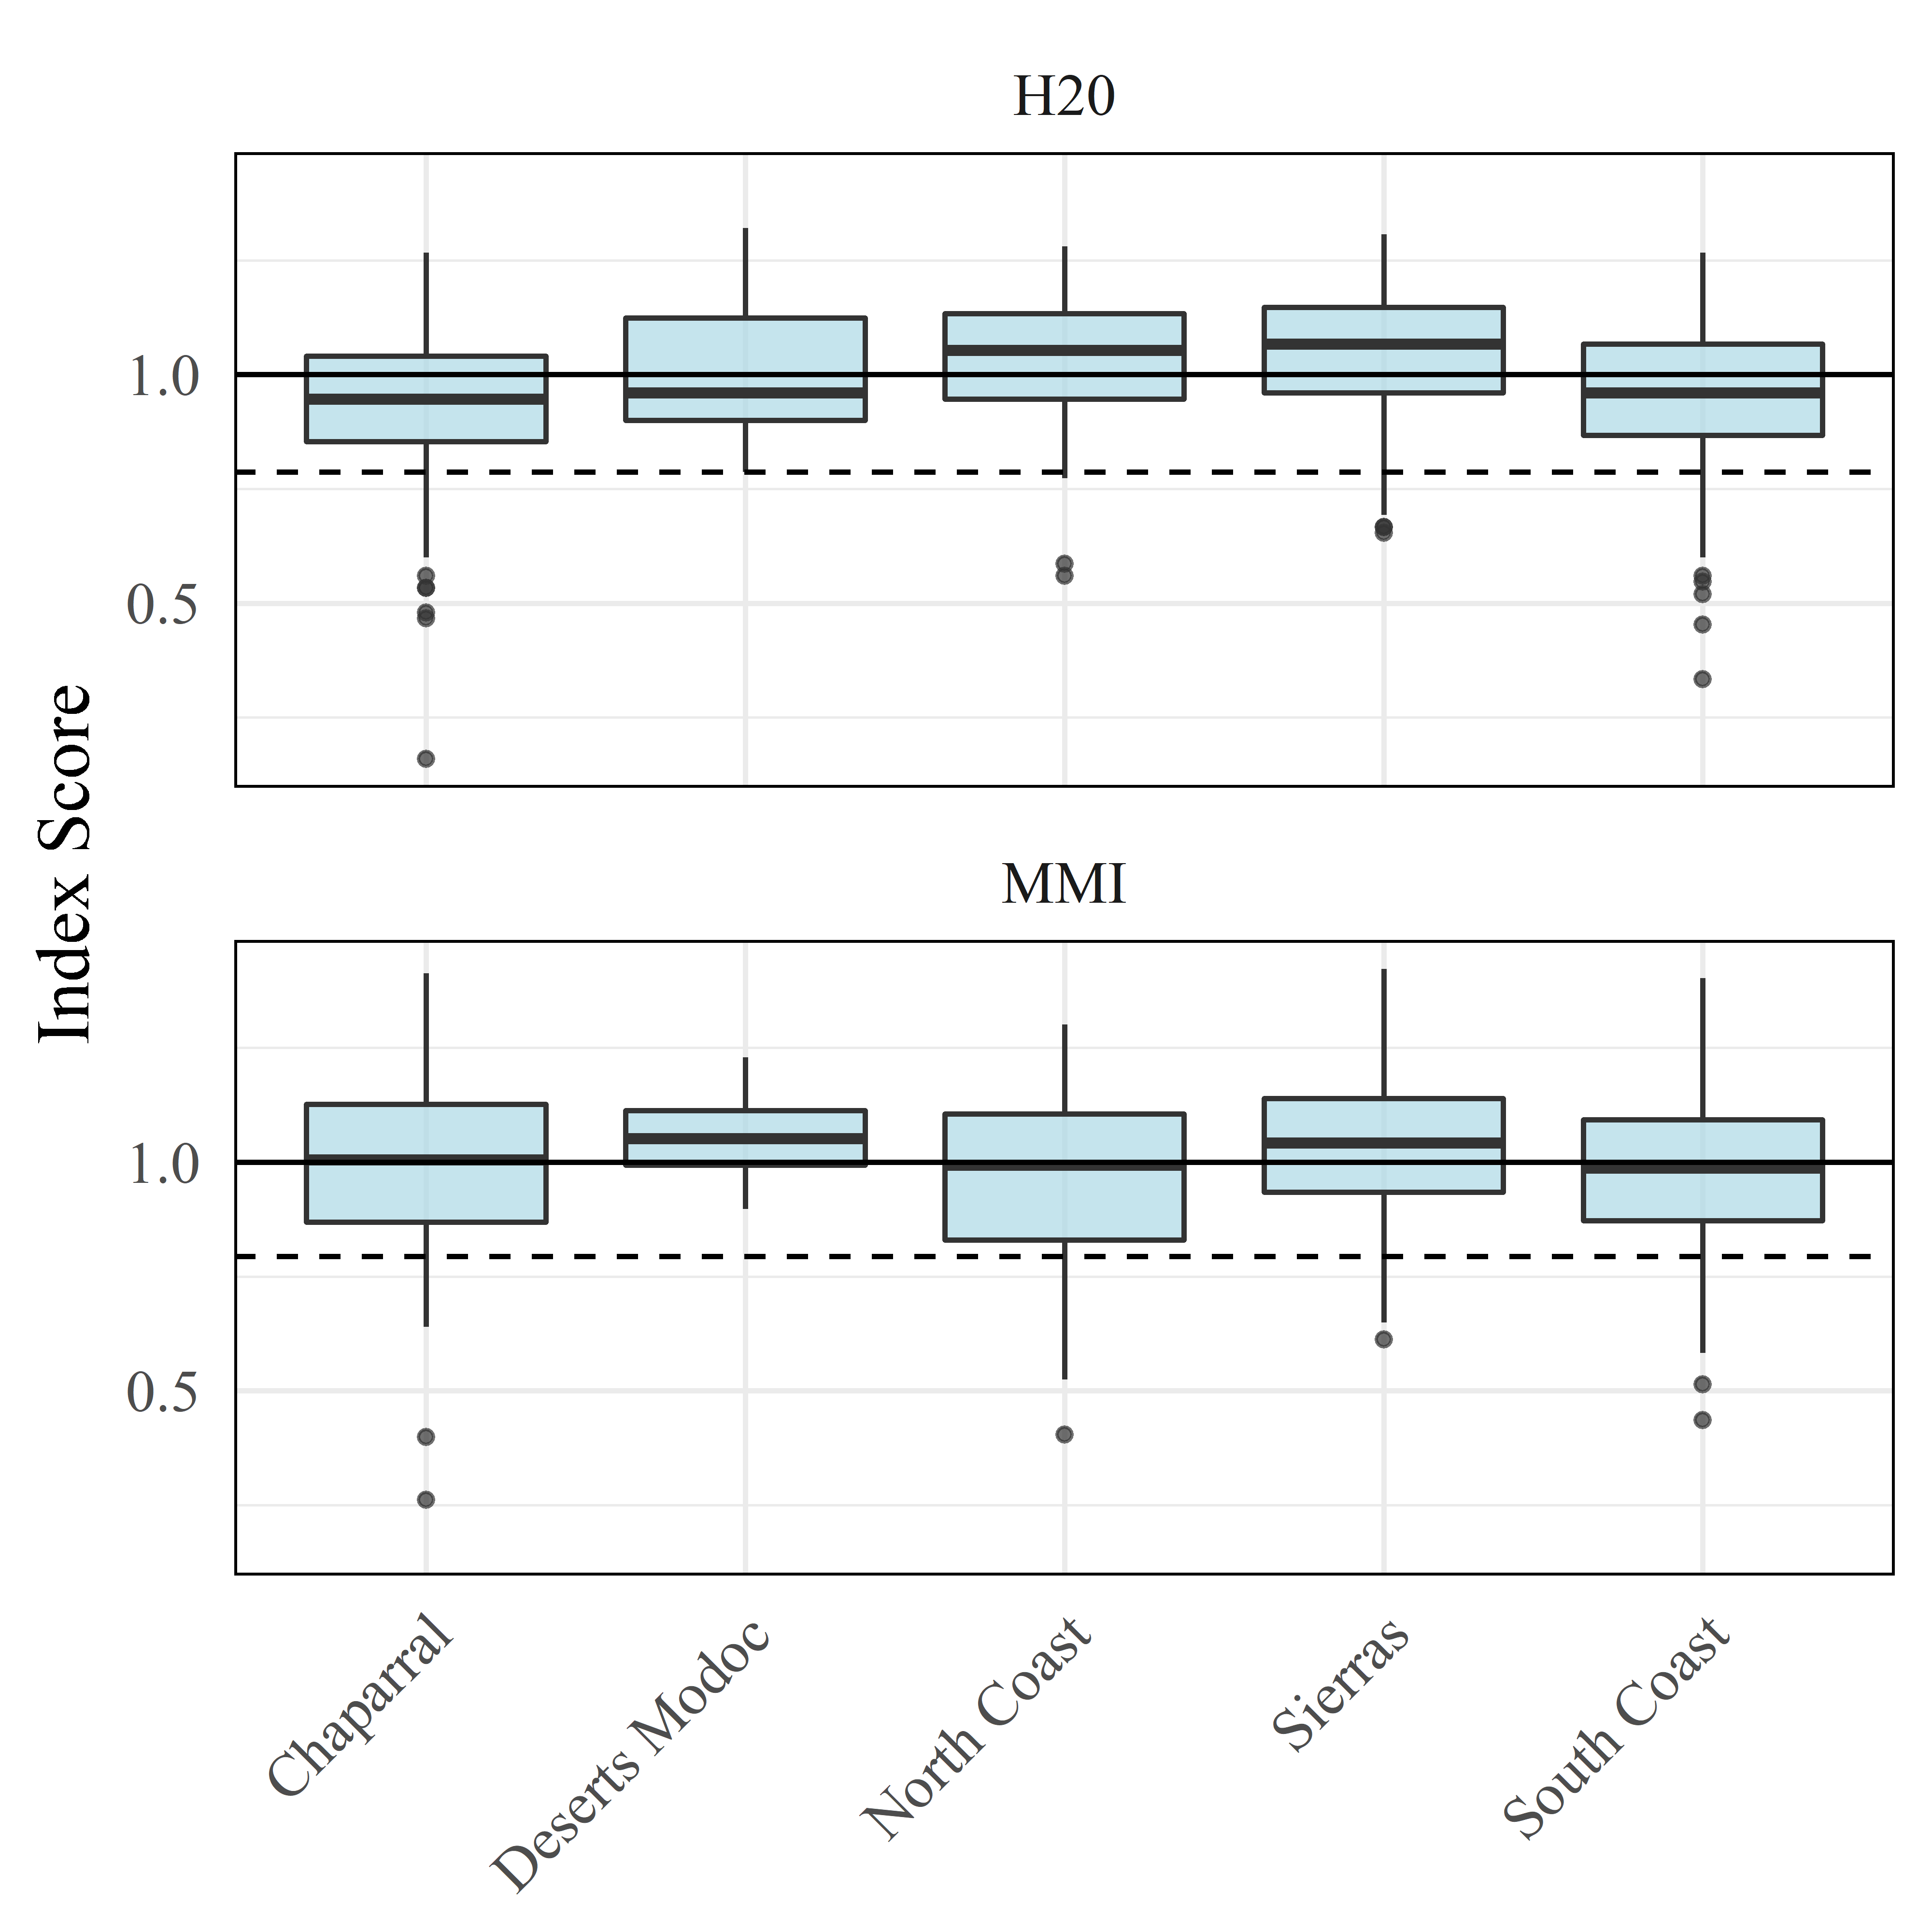 H20
1.0
0.5
Index Score
MMI
1.0
0.5
Chaparral
Deserts Modoc
North Coast
Sierras
South Coast